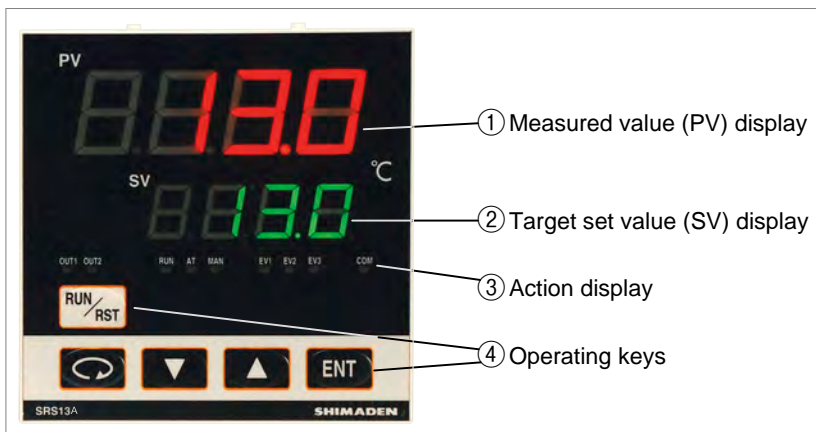 PV
13.0
① Measured value (PV) display
℃
SV
13.0
② Target set value (SV) display
OUT1 OUT2 RUN AT MAN EV1 EV2 EV3 COM
③ Action display
RUN/RST
④ Operating keys
ENT
SRS13A SHIMADEN